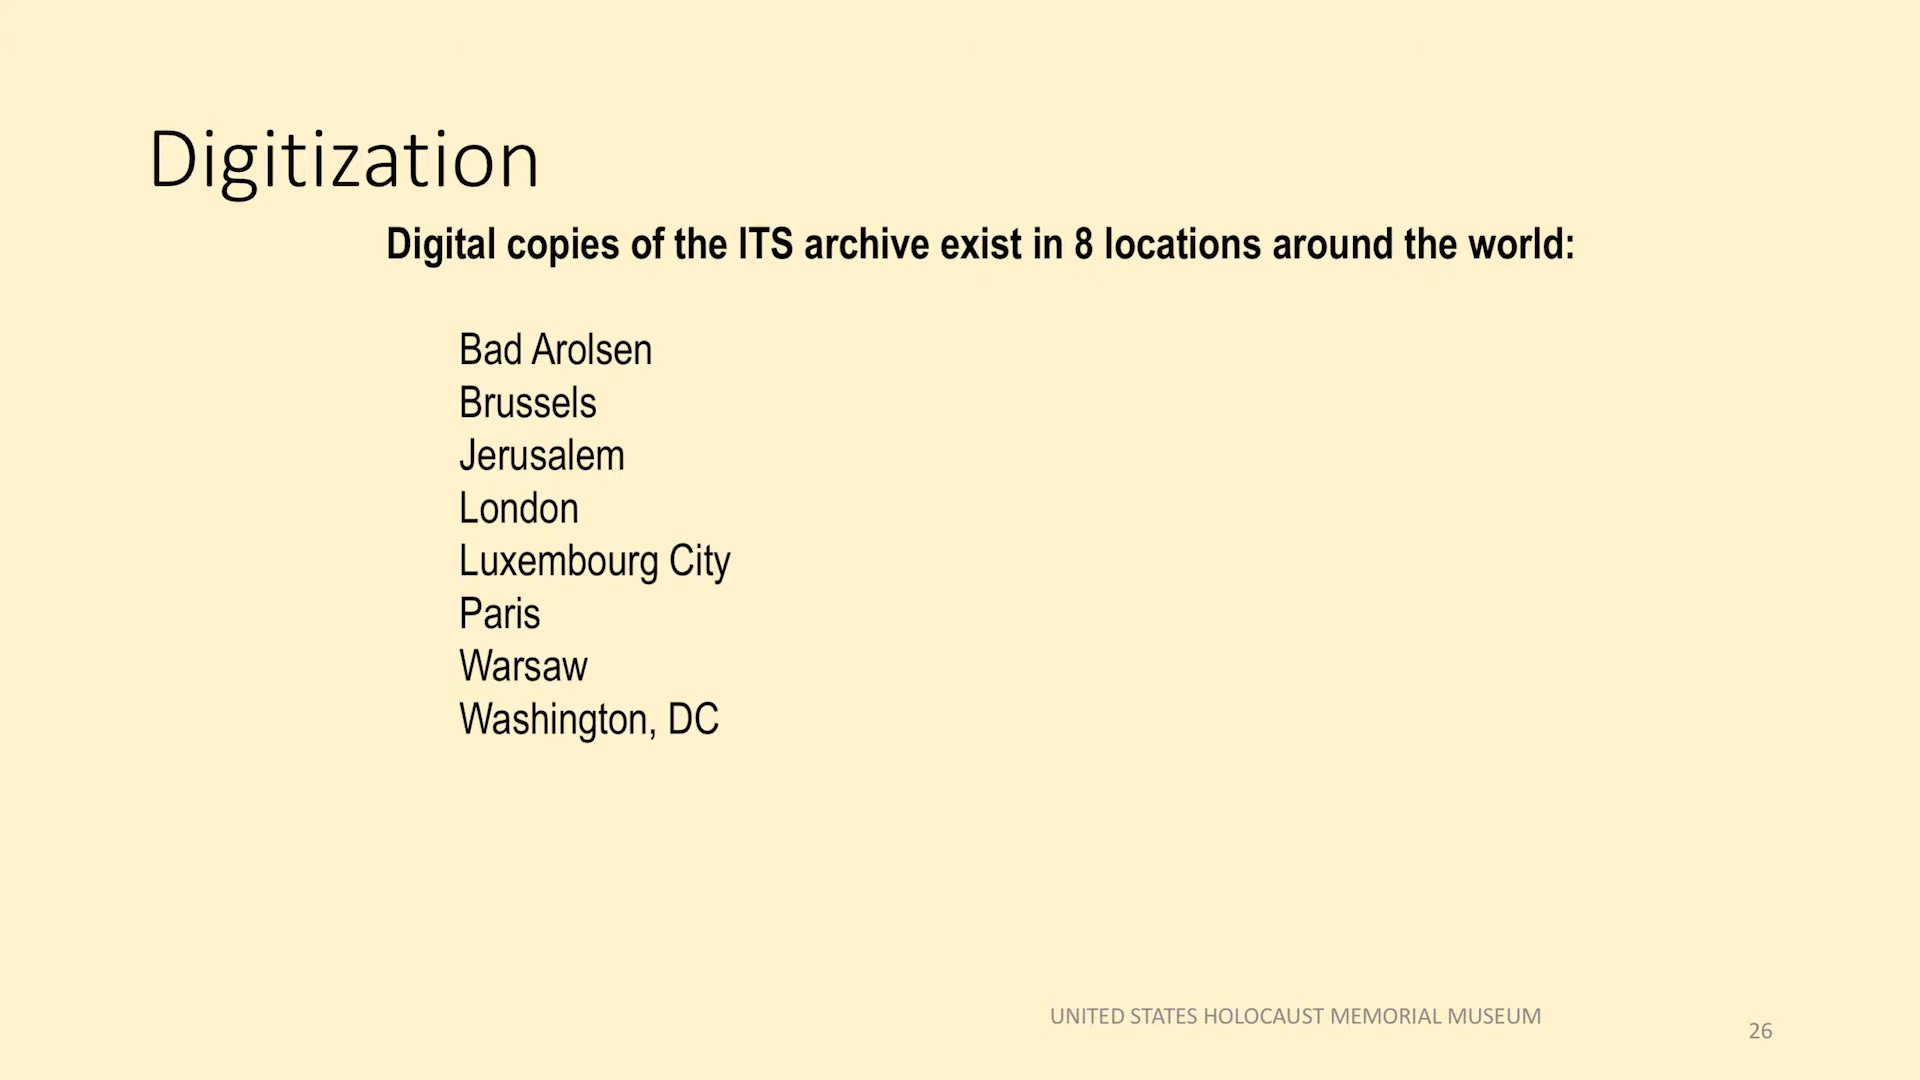 Digitization
Digital copies of the ITS archive exist in 8 locations around the world:
Bad Arolsen
Brussels
Jerusalem
London
Luxembourg City
Paris
Warsaw
Washington, DC
UNITED STATES HOLOCAUST MEMORIAL MUSEUM
26